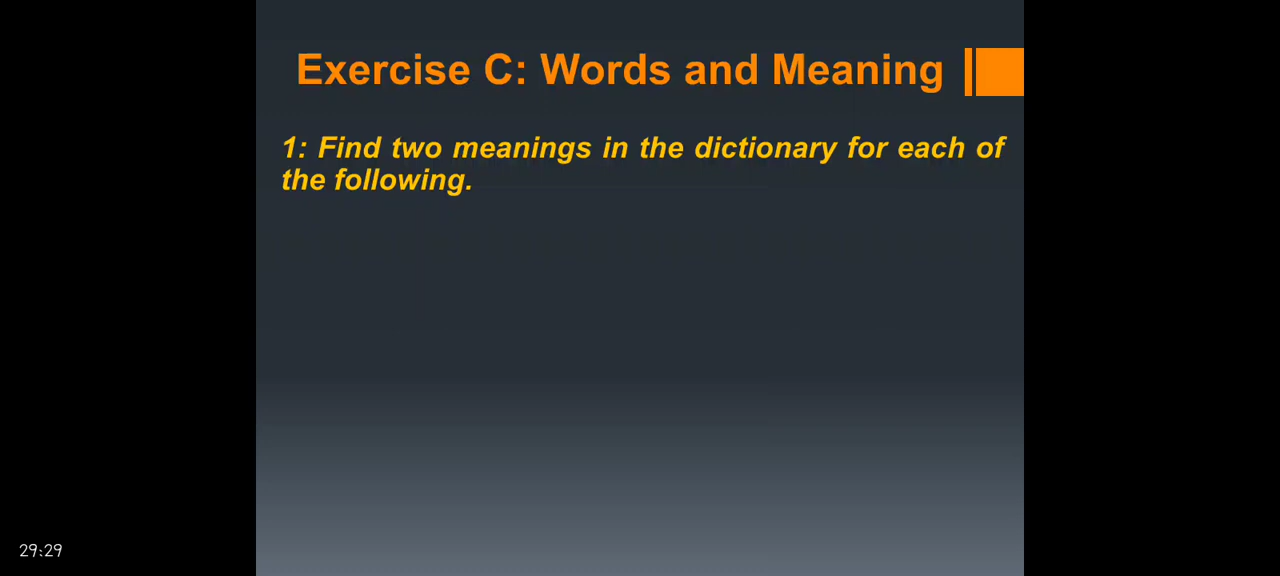 Exercise C: Words and Meaning
1: Find two meanings in the dictionary for each of
the following.
29:29